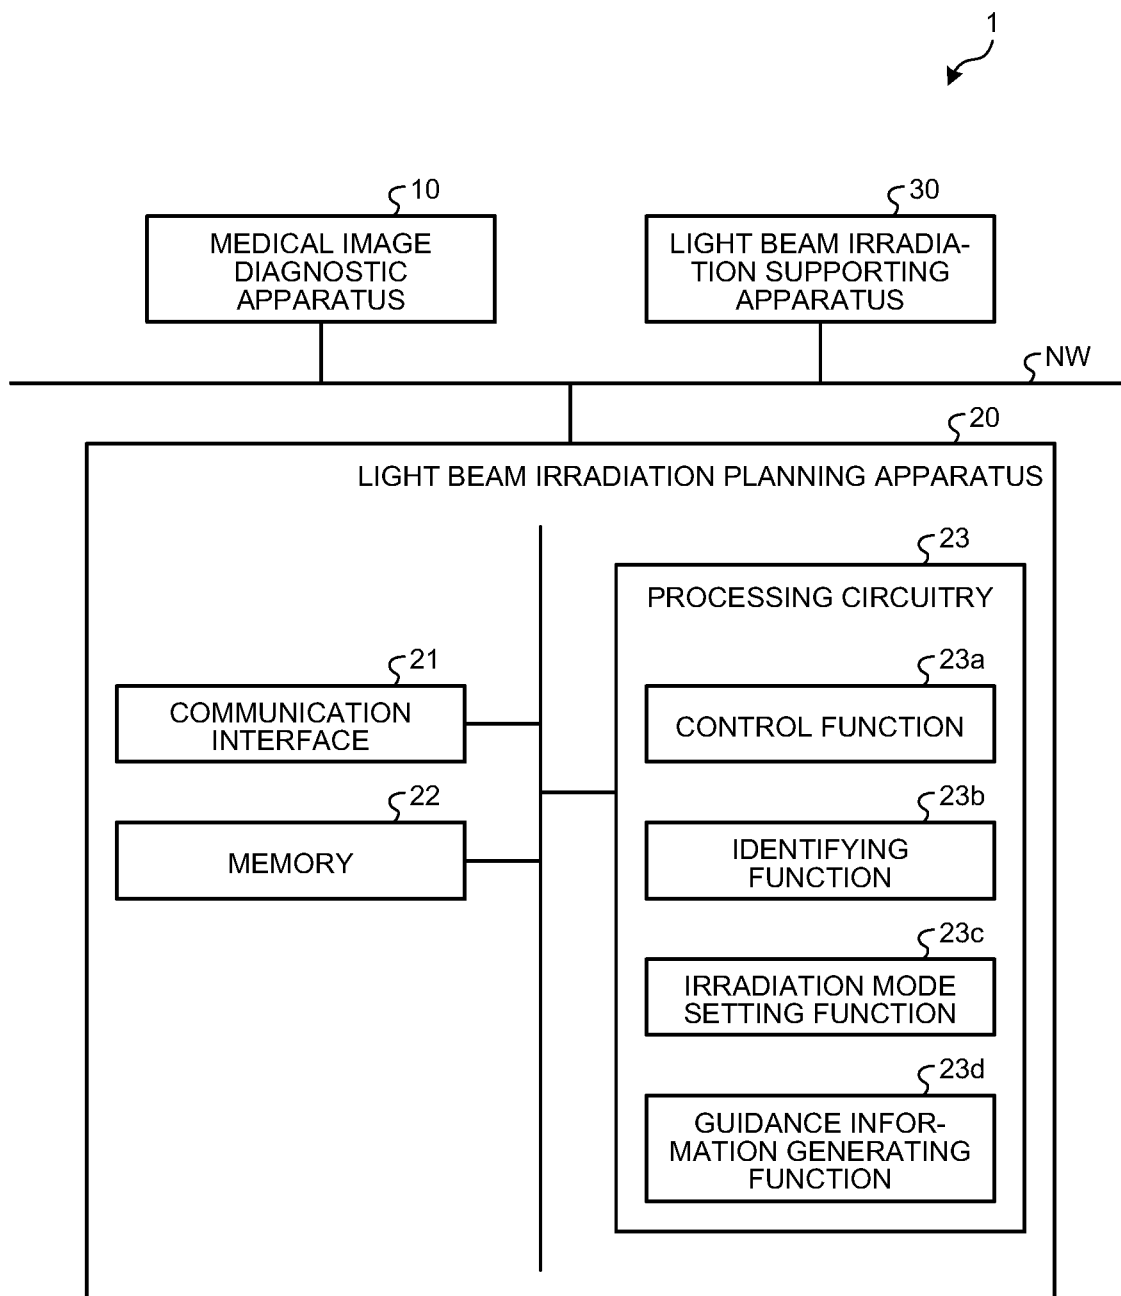 1
10
MEDICAL IMAGE
DIAGNOSTIC
APPARATUS
30
LIGHT BEAM IRRADIA-
TION SUPPORTING
APPARATUS
NW
20
LIGHT BEAM IRRADIATION PLANNING APPARATUS
21
COMMUNICATION
INTERFACE
22
MEMORY
23
PROCESSING CIRCUITRY
23a
CONTROL FUNCTION
23b
IDENTIFYING
FUNCTION
23c
IRRADIATION MODE
SETTING FUNCTION
23d
GUIDANCE INFOR-
MATION GENERATING
FUNCTION